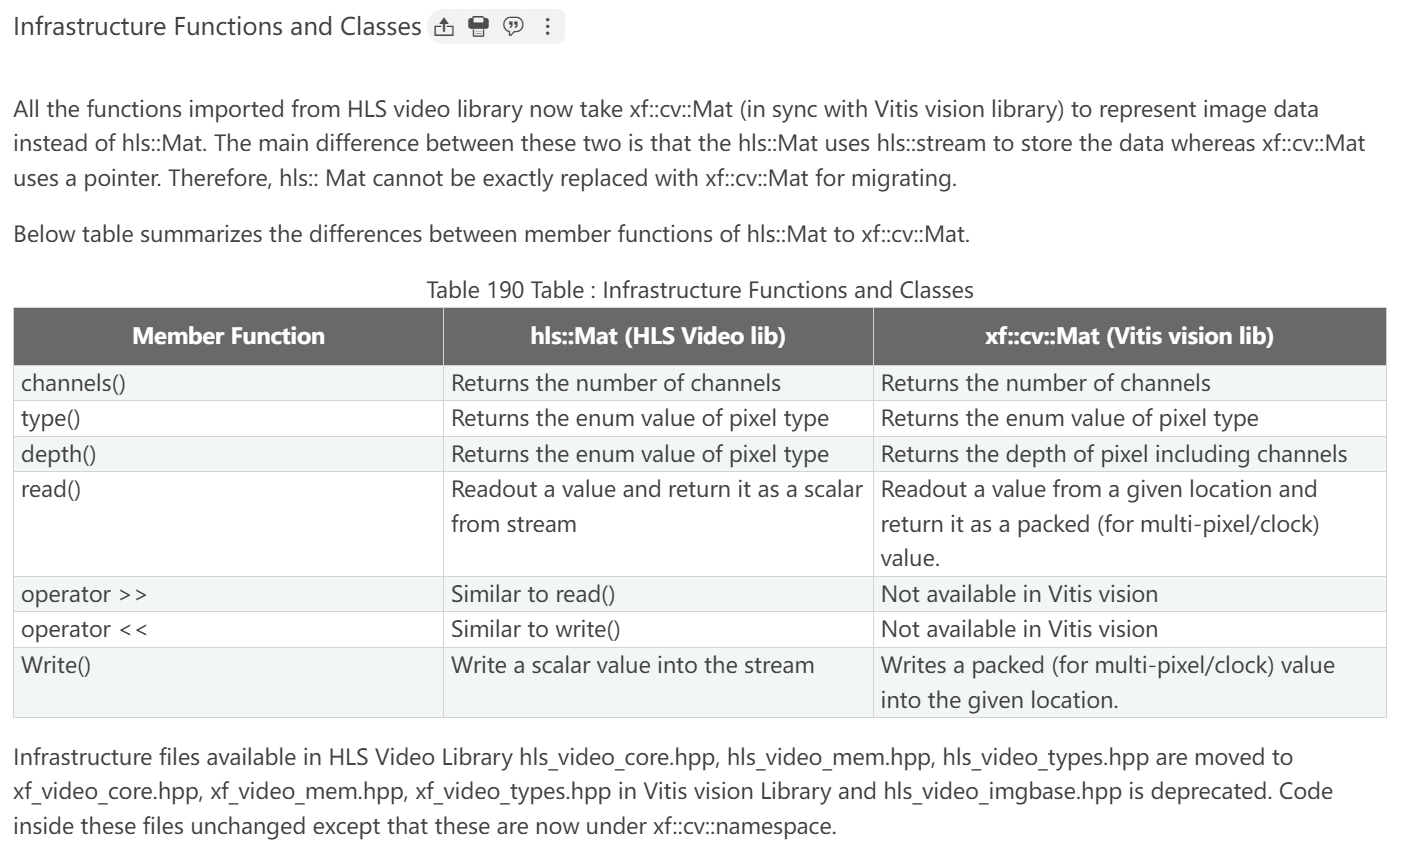 Infrastructure Functions and Classes
All the functions imported from HLS video library now take xf::cv::Mat (in sync with Vitis vision library) to represent image data
instead of hls::Mat. The main difference between these two is that the hls::Mat uses hls::stream to store the data whereas xf::cv::Mat
uses a pointer. Therefore, hls:: Mat cannot be exactly replaced with xf::cv::Mat for migrating.
Below table summarizes the differences between member functions of hls::Mat to xf::cv::Mat.
Table 190 Table : Infrastructure Functions and Classes
Member Function hls::Mat (HLS Video lib) xf::cv::Mat (Vitis vision lib)
channels() Returns the number of channels Returns the number of channels
type() Returns the enum value of pixel type Returns the enum value of pixel type
depth() Returns the enum value of pixel type Returns the depth of pixel including channels
read() Readout a value and return it as a scalar Readout a value from a given location and
from stream return it as a packed (for multi-pixel/clock)
value.
operator >> Similar to read() Not available in Vitis vision
operator << Similar to write() Not available in Vitis vision
Write() Write a scalar value into the stream Writes a packed (for multi-pixel/clock) value
into the given location.
Infrastructure files available in HLS Video Library hls_video_core.hpp, hls_video_mem.hpp, hls_video_types.hpp are moved to
xf_video_core.hpp, xf_video_mem.hpp, xf_video_types.hpp in Vitis vision Library and hls_video_imgbase.hpp is deprecated. Code
inside these files unchanged except that these are now under xf::cv::namespace.